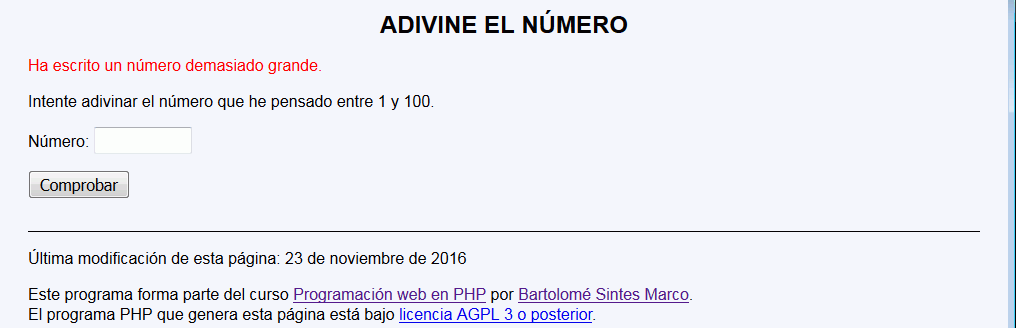 ADIVINE EL NÚMERO
Ha escrito un número demasiado grande.
Intente adivinar el número que he pensado entre 1 y 100.
Número:
Comprobar
Última modificación de esta página: 23 de noviembre de 2016
Este programa forma parte del curso Programación web en PHP por Bartolomé Sintes Marco.
El programa PHP que genera esta página está bajo licencia AGPL 3 o posterior.